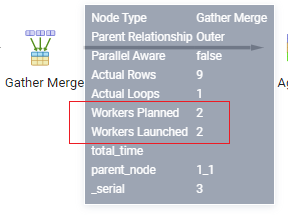 Node Type Gather Merge
Parent Relationship Outer
Parallel Aware false
Gather Merge
Actual Rows 9
Actual Loops 1
Workers Planned 2
Workers Launched 2
total_time
parent_node 1_1
_serial 3